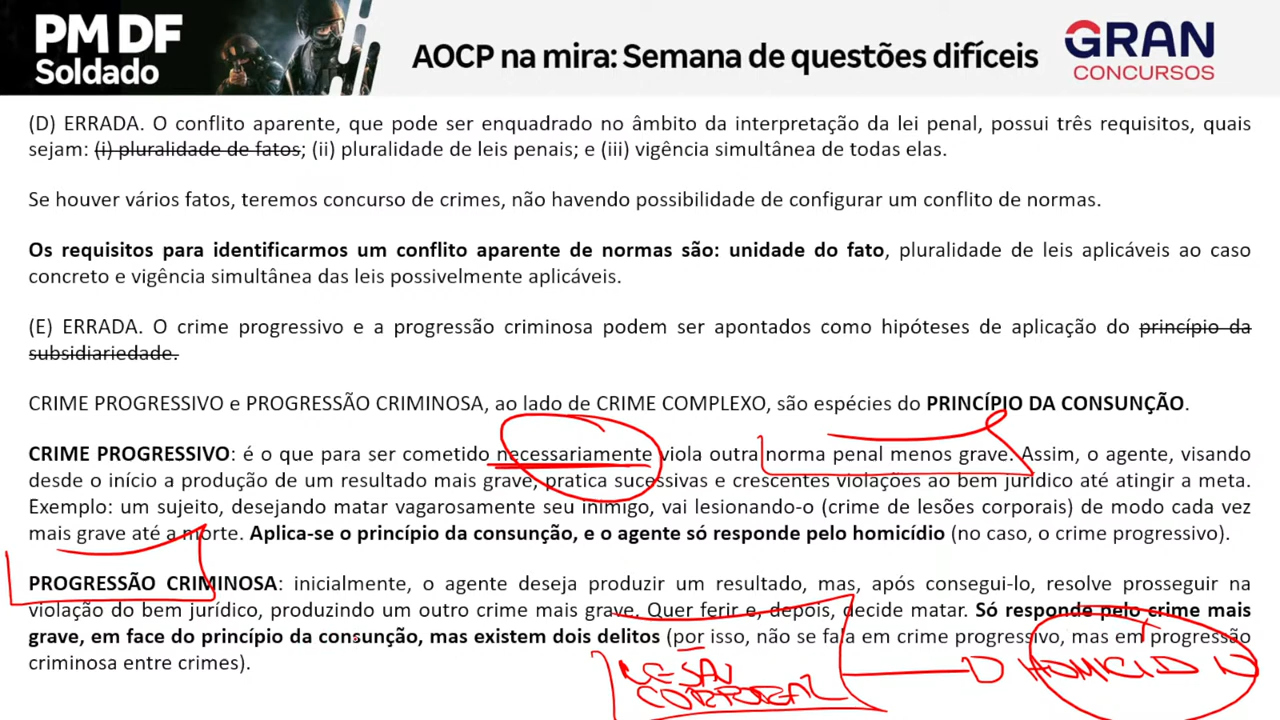 PM DF
Soldado
AOCP na mira: Semana de questões difíceis
GRAN
CONCURSOS
(D) ERRADA. O conflito aparente, que pode ser enquadrado no âmbito da interpretação da lei penal, possui três requisitos, quais
sejam: (i) pluralidade de fatos; (ii) pluralidade de leis penais; e (iii) vigência simultânea de todas elas.
Se houver vários fatos, teremos concurso de crimes, não havendo possibilidade de configurar um conflito de normas.
Os requisitos para identificarmos um conflito aparente de normas são: unidade do fato, pluralidade de leis aplicáveis ao caso
concreto e vigência simultânea das leis possivelmente aplicáveis.
(E) ERRADA. O crime progressivo e a progressão criminosa podem ser apontados como hipóteses de aplicação do princípio da
subsidiariedade.
CRIME PROGRESSIVO e PROGRESSÃO CRIMINOSA, ao lado de CRIME COMPLEXO, são espécies do PRINCÍPIO DA CONSUNÇÃO.
CRIME PROGRESSIVO: é o que para ser cometido necessariamente viola outra norma penal menos grave. Assim, o agente, visando
desde o início a produção de um resultado mais grave, pratica sucessivas e crescentes violações ao bem jurídico até atingir a meta.
Exemplo: um sujeito, desejando matar vagarosamente seu inimigo, vai lesionando-o (crime de lesões corporais) de modo cada vez
mais grave até a morte. Aplica-se o princípio da consunção, e o agente só responde pelo homicídio (no caso, o crime progressivo).
PROGRESSÃO CRIMINOSA: inicialmente, o agente deseja produzir um resultado, mas, após consegui-lo, resolve prosseguir na
violação do bem jurídico, produzindo um outro crime mais grave. Quer ferir e, depois, decide matar. Só responde pelo crime mais
grave, em face do princípio da consunção, mas existem dois delitos (por isso, não se fala em crime progressivo, mas em progressão
criminosa entre crimes).
LESÃO
CORPORAL
HOMICÍDIO